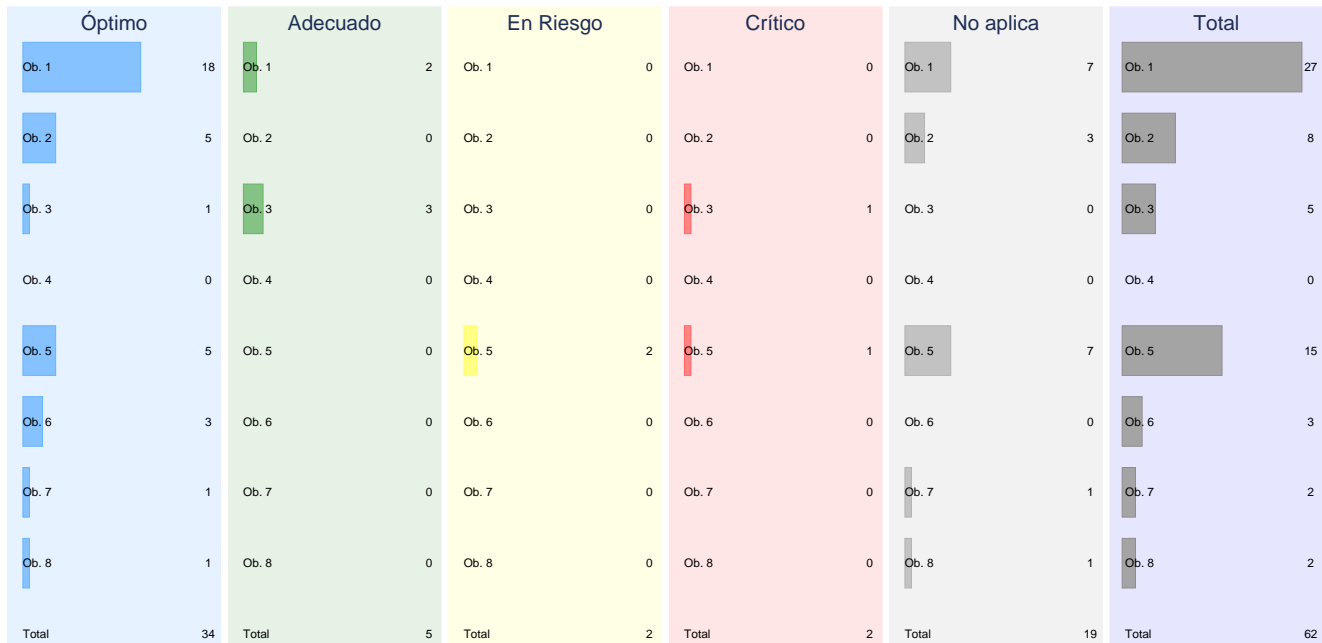 Óptimo Adecuado En Riesgo Crítico No aplica Total
Ob. 1 18 Ob. 1 2 Ob. 1 0 Ob. 1 0 Ob. 1 7 Ob. 1 27
Ob. 2 5 Ob. 2 0 Ob. 2 0 Ob. 2 0 Ob. 2 3 Ob. 2 8
Ob. 3 1 Ob. 3 3 Ob. 3 0 Ob. 3 1 Ob. 3 0 Ob. 3 5
Ob. 4 0 Ob. 4 0 Ob. 4 0 Ob. 4 0 Ob. 4 0 Ob. 4 0
Ob. 5 5 Ob. 5 0 Ob. 5 2 Ob. 5 1 Ob. 5 7 Ob. 5 15
Ob. 6 3 Ob. 6 0 Ob. 6 0 Ob. 6 0 Ob. 6 0 Ob. 6 3
Ob. 7 1 Ob. 7 0 Ob. 7 0 Ob. 7 0 Ob. 7 1 Ob. 7 2
Ob. 8 1 Ob. 8 0 Ob. 8 0 Ob. 8 0 Ob. 8 1 Ob. 8 2
Total 34 Total 5 Total 2 Total 2 Total 19 Total 62